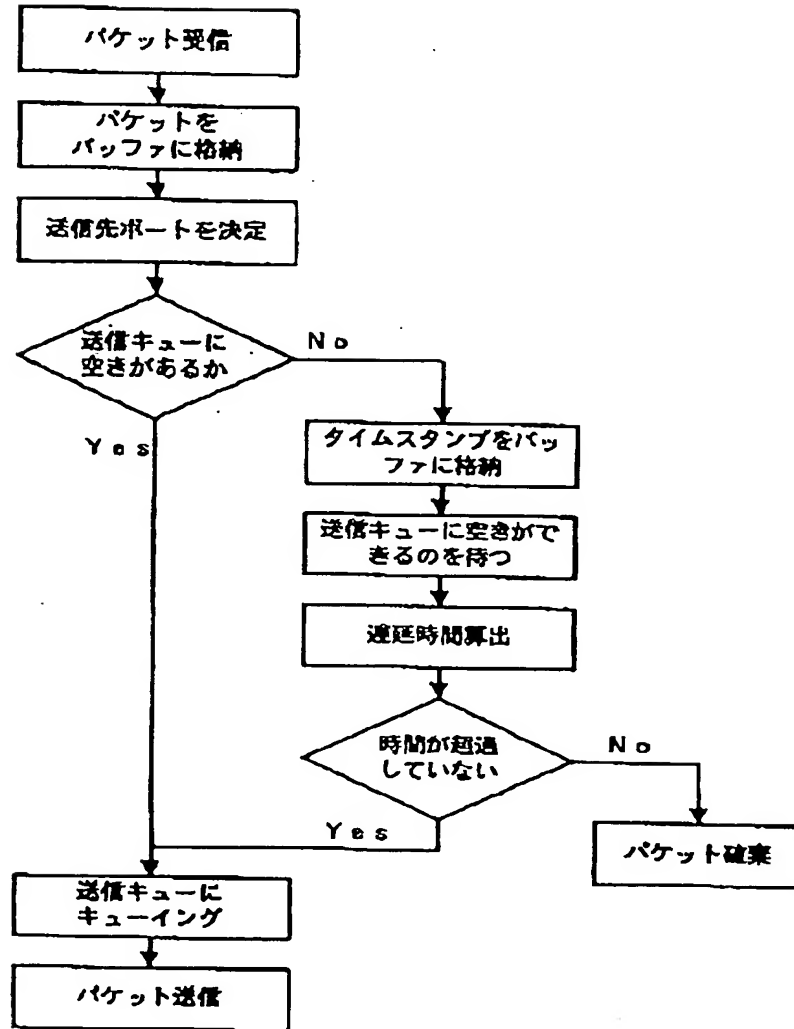 パケット受信
パケットを
バッファに格納
送信先ポートを決定
送信キューに
空きがあるか
No
Yes
タイムスタンプをバッ
ファに格納
送信キューに空きがで
きるのを待つ
遅延時間算出
時間が超過
していない
No
Yes
パケット破棄
送信キューに
キューイング
パケット送信